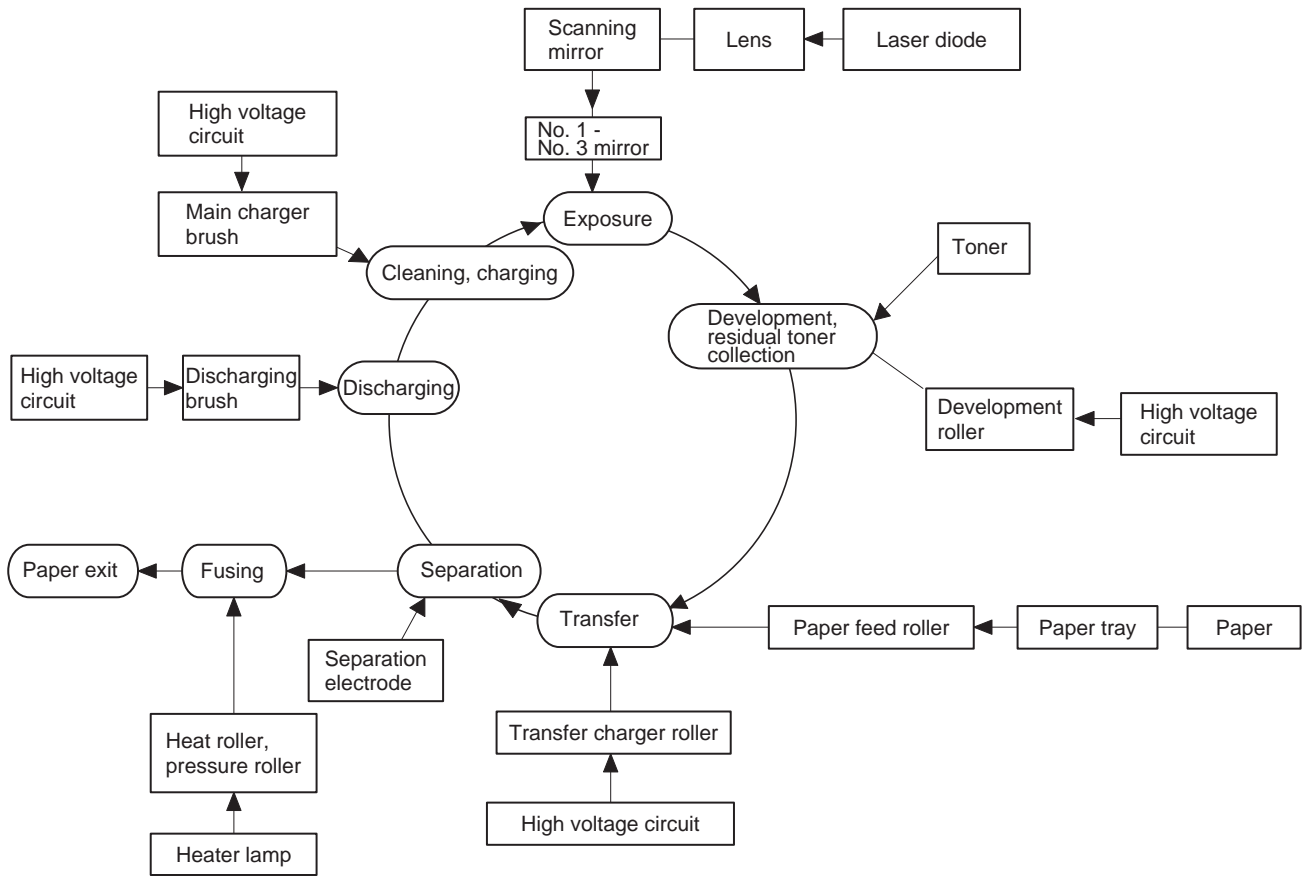 Scanning
mirror
Lens
Laser diode
High voltage
circuit
No. 1 -
No. 3 mirror
Main charger
brush
Exposure
Cleaning, charging
Toner
Development,
residual toner
collection
High voltage
circuit
Discharging
brush
Discharging
Development
roller
High voltage
circuit
Paper exit
Fusing
Separation
Transfer
Paper feed roller
Paper tray
Paper
Separation
electrode
Heat roller,
pressure roller
Transfer charger roller
High voltage circuit
Heater lamp